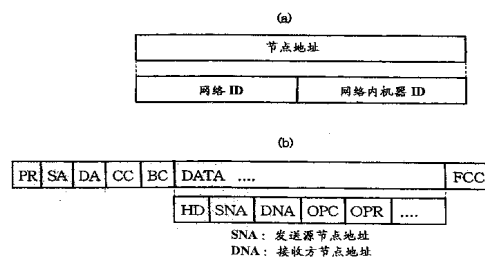 (a)
节点地址
网络 ID 网络内机器 ID
(b)
PR SA DA CC BC DATA .... FCC
HD SNA DNA OPC OPR ....
SNA： 发送源节点地址
DNA： 接收方节点地址